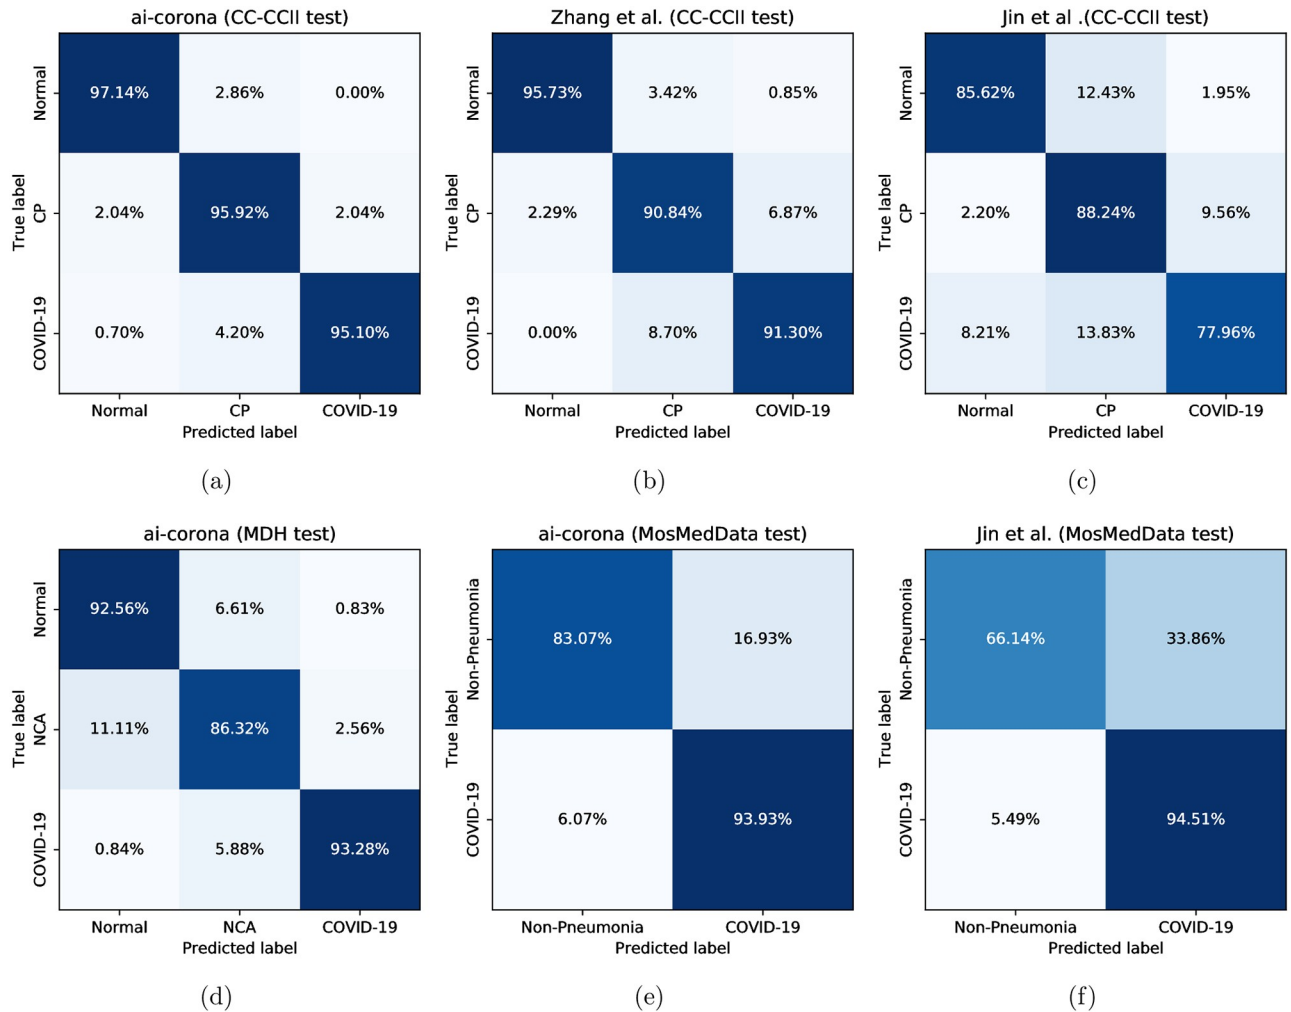 ai-corona (CC-CCII test)
Normal 97.14% 2.86% 0.00%
CP 2.04% 95.92% 2.04%
COVID-19 0.70% 4.20% 95.10%
True label
Normal CP COVID-19
Predicted label
(a)
Zhang et al. (CC-CCII test)
Normal 95.73% 3.42% 0.85%
CP 2.29% 90.84% 6.87%
COVID-19 0.00% 8.70% 91.30%
True label
Normal CP COVID-19
Predicted label
(b)
Jin et al .(CC-CCII test)
Normal 85.62% 12.43% 1.95%
CP 2.20% 88.24% 9.56%
COVID-19 8.21% 13.83% 77.96%
True label
Normal CP COVID-19
Predicted label
(c)
ai-corona (MDH test)
Normal 92.56% 6.61% 0.83%
NCA 11.11% 86.32% 2.56%
COVID-19 0.84% 5.88% 93.28%
True label
Normal NCA COVID-19
Predicted label
(d)
ai-corona (MosMedData test)
Non-Pneumonia 83.07% 16.93%
COVID-19 6.07% 93.93%
True label
Non-Pneumonia COVID-19
Predicted label
(e)
Jin et al. (MosMedData test)
Non-Pneumonia 66.14% 33.86%
COVID-19 5.49% 94.51%
True label
Non-Pneumonia COVID-19
Predicted label
(f)